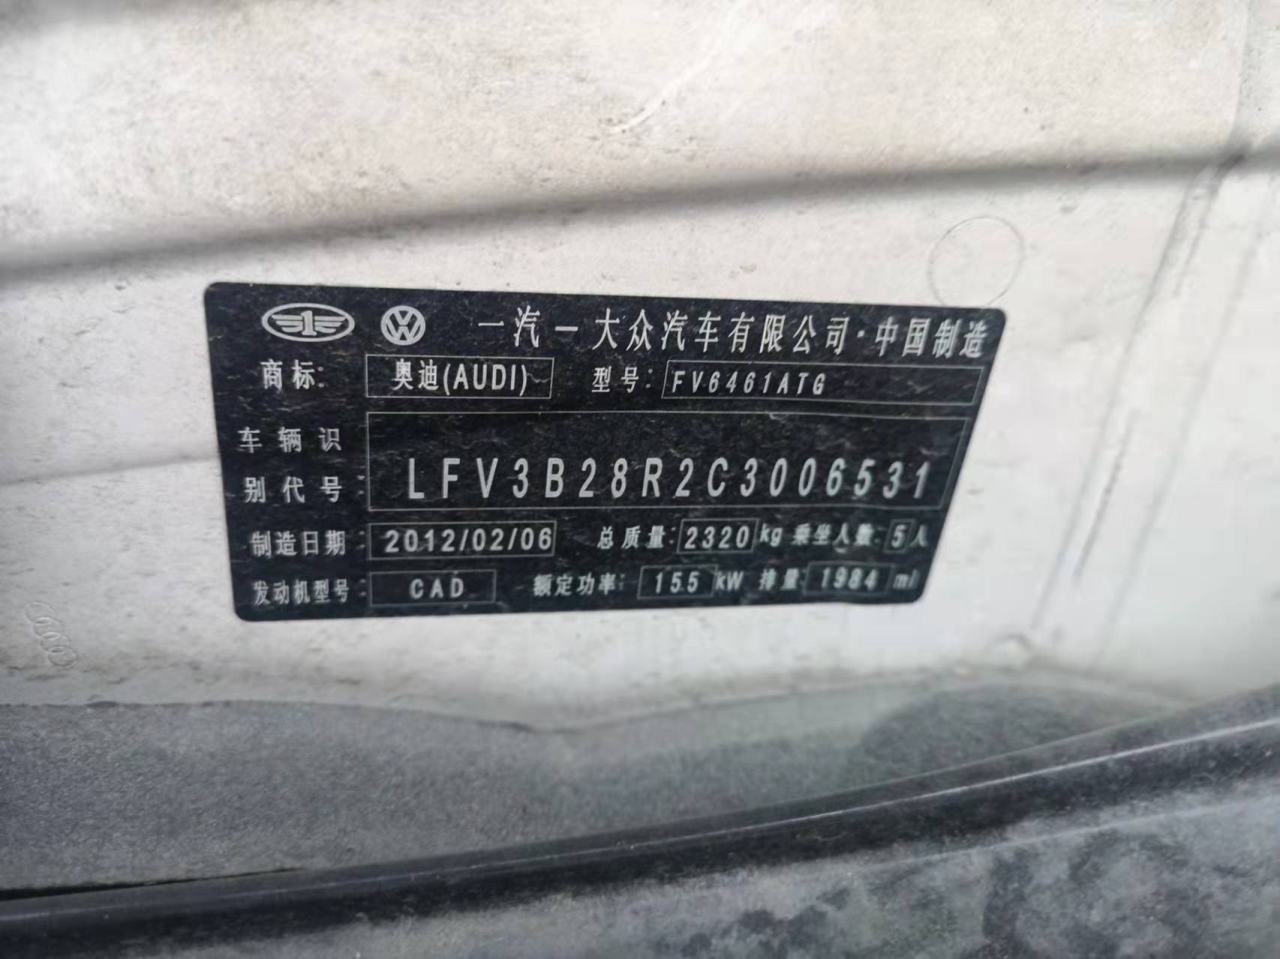 一汽-大众汽车有限公司·中国制造
商标: 奥迪(AUDI) 型号: FV6461ATG
车辆识
别代号: LFV3B28R2C3006531
制造日期 2012/02/06 总质量: 2320 kg 乘坐人数: 5 人
发动机型号: CAD 额定功率: 155 kW 排量: 1984 ml